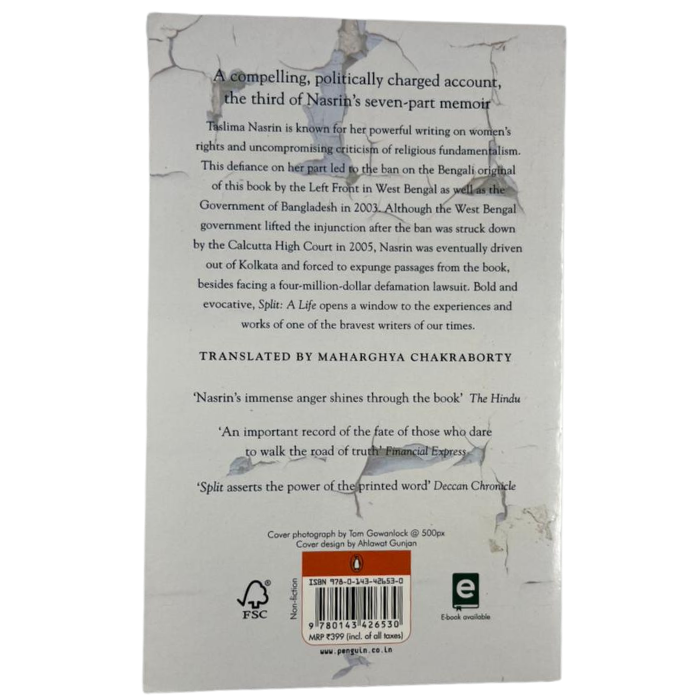 A compelling, politically charged account,
the third of Nasrin's seven-part memoir
Taslima Nasrin is known for her powerful writing on women's
rights and uncompromising criticism of religious fundamentalism.
This defiance on her part led to the ban on the Bengali original
of this book by the Left Front in West Bengal as well as the
Government of Bangladesh in 2003. Although the West Bengal
government lifted the injunction after the ban was struck down
by the Calcutta High Court in 2005, Nasrin was eventually driven
out of Kolkata and forced to expunge passages from the book,
besides facing a four-million-dollar defamation lawsuit. Bold and
evocative, Split: A Life opens a window to the experiences and
works of one of the bravest writers of our times.
TRANSLATED BY MAHARGHYA CHAKRABORTY
'Nasrin's immense anger shines through the book' The Hindu
'An important record of the fate of those who dare
to walk the road of truth' Financial Express
'Split asserts the power of the printed word' Deccan Chronicle
Cover photograph by Tom Gowanlock @ 500px
Cover design by Ahlawat Gunjan
FSC
®
Non-fiction
ISBN 978-0-143-42653-0
9 780143 426530
MRP ₹399 (incl. of all taxes)
www.penguin.co.in
e
E-book available